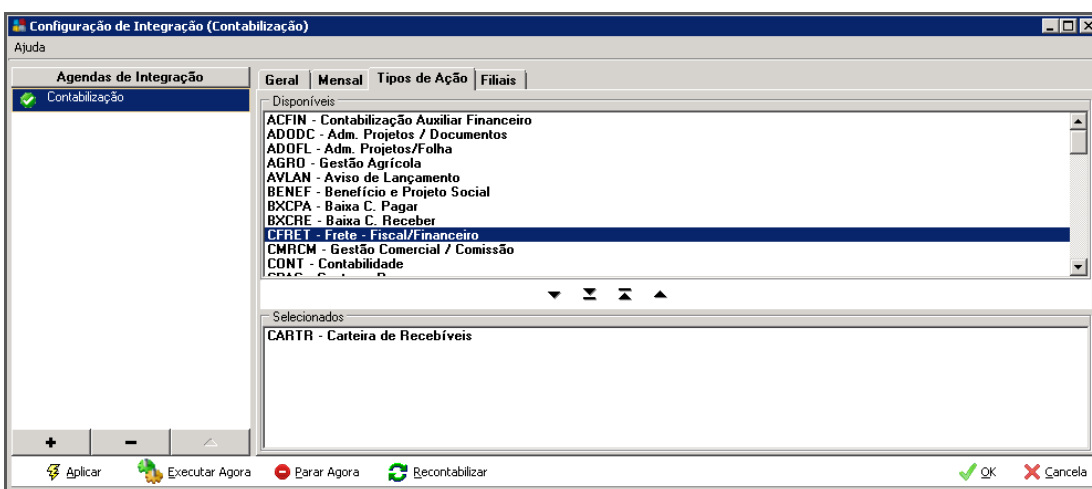 Configuração de Integração (Contabilização)
Ajuda
Agendas de Integração
Contabilização
Geral Mensal Tipos de Ação Filiais
Disponíveis
ACFIN - Contabilização Auxiliar Financeiro
ADODC - Adm. Projetos / Documentos
ADOFL - Adm. Projetos/Folha
AGRO - Gestão Agrícola
AVLAN - Aviso de Lançamento
BENEF - Benefício e Projeto Social
BXCPA - Baixa C. Pagar
BXCRE - Baixa C. Receber
CFRET - Frete - Fiscal/Financeiro
CMRCM - Gestão Comercial / Comissão
CONT - Contabilidade
Selecionados
CARTR - Carteira de Recebíveis
Aplicar Executar Agora Parar Agora Recontabilizar OK Cancela